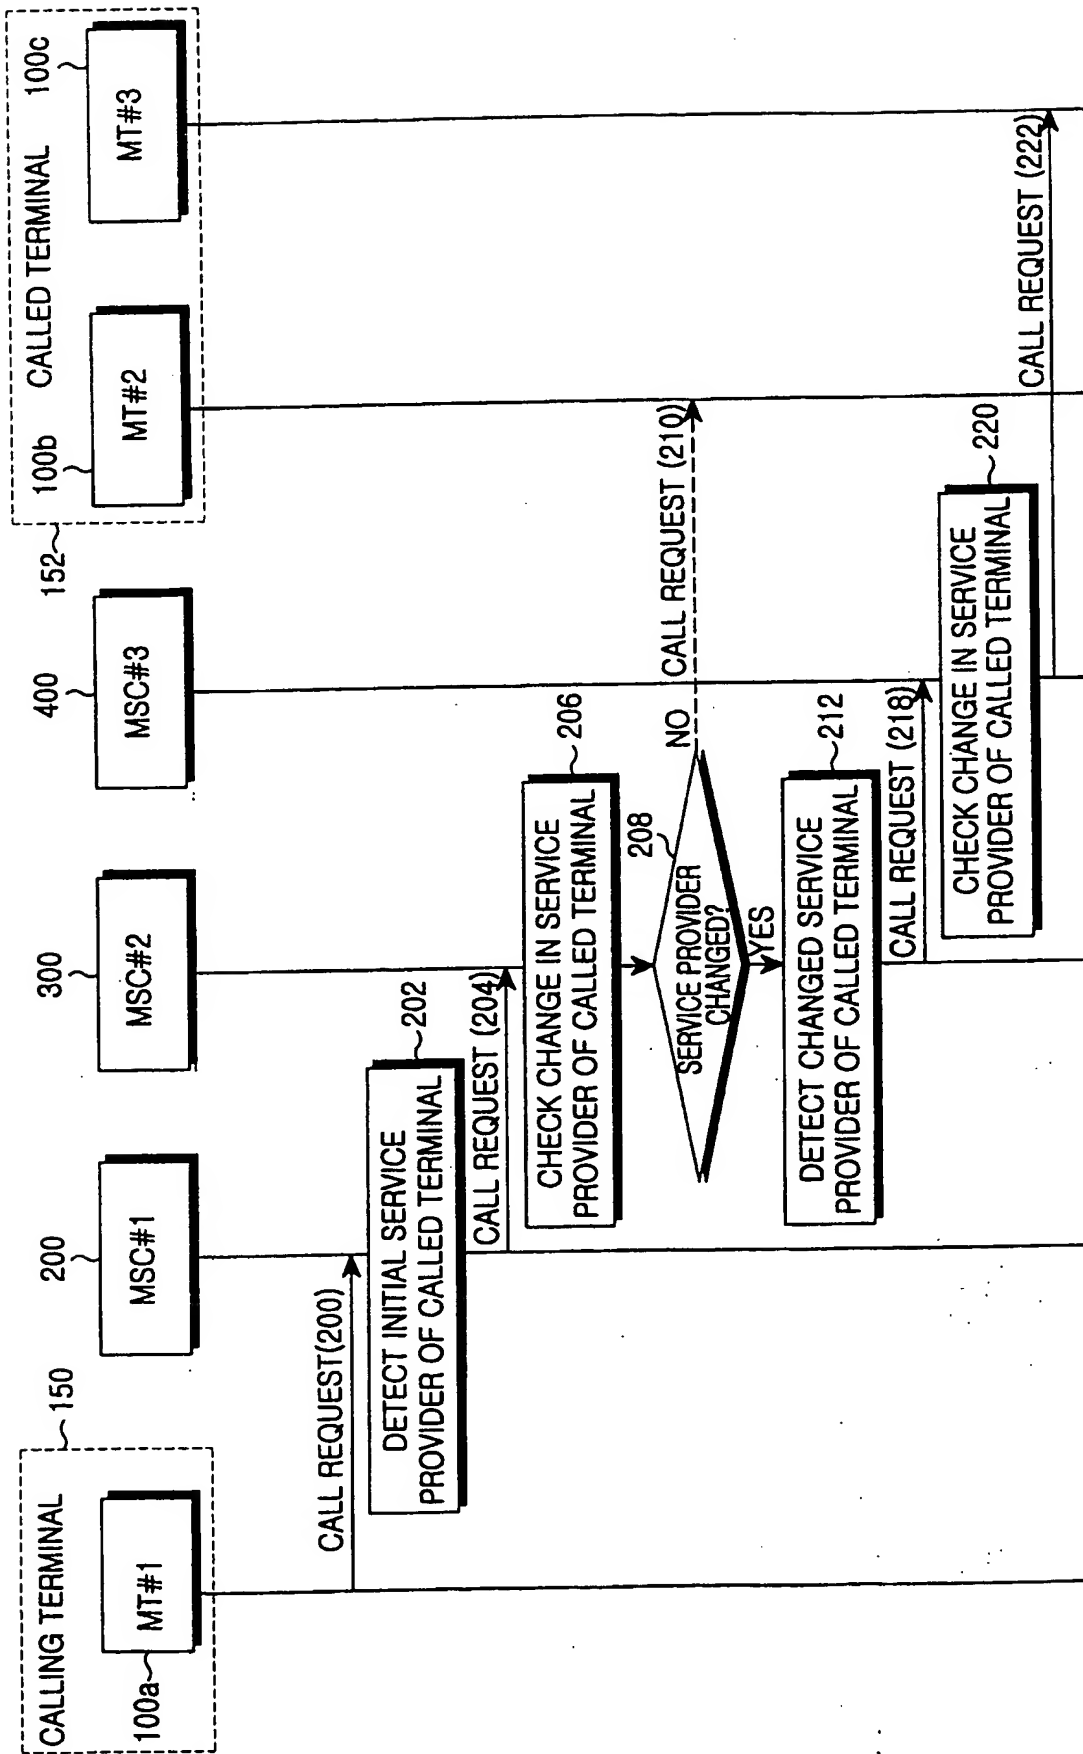 CALLING TERMINAL
150
MT#1
100a
200
MSC#1
300
MSC#2
400
MSC#3
152
CALLED TERMINAL
100b
MT#2
100c
MT#3
CALL REQUEST(200)
DETECT INITIAL SERVICE
PROVIDER OF CALLED TERMINAL
202
CALL REQUEST (204)
CHECK CHANGE IN SERVICE
PROVIDER OF CALLED TERMINAL
206
208
SERVICE PROVIDER
CHANGED?
NO
CALL REQUEST (210)
YES
DETECT CHANGED SERVICE
PROVIDER OF CALLED TERMINAL
212
CALL REQUEST (218)
CHECK CHANGE IN SERVICE
PROVIDER OF CALLED TERMINAL
220
CALL REQUEST (222)